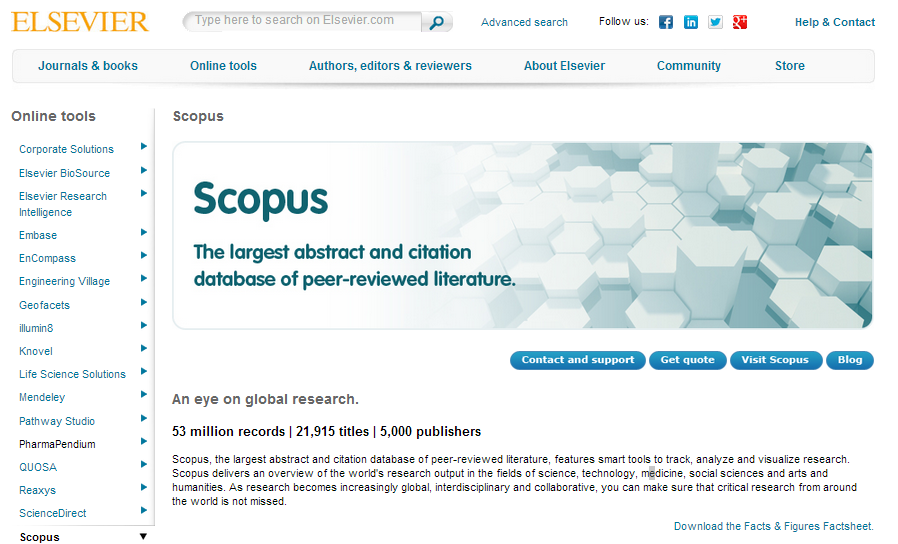 ELSEVIER
Type here to search on Elsevier.com
Advanced search
Follow us:
Help & Contact
Journals & books
Online tools
Authors, editors & reviewers
About Elsevier
Community
Store
Online tools
Corporate Solutions
Elsevier BioSource
Elsevier Research
Intelligence
Embase
EnCompass
Engineering Village
Geofacets
illumin8
Knovel
Life Science Solutions
Mendeley
Pathway Studio
PharmaPendium
QUOSA
Reaxys
ScienceDirect
Scopus
Scopus
Scopus
The largest abstract and citation
database of peer-reviewed literature.
Contact and support
Get quote
Visit Scopus
Blog
An eye on global research.
53 million records | 21,915 titles | 5,000 publishers
Scopus, the largest abstract and citation database of peer-reviewed literature, features smart tools to track, analyze and visualize research.
Scopus delivers an overview of the world's research output in the fields of science, technology, medicine, social sciences and arts and
humanities. As research becomes increasingly global, interdisciplinary and collaborative, you can make sure that critical research from around
the world is not missed.
Download the Facts & Figures Factsheet.